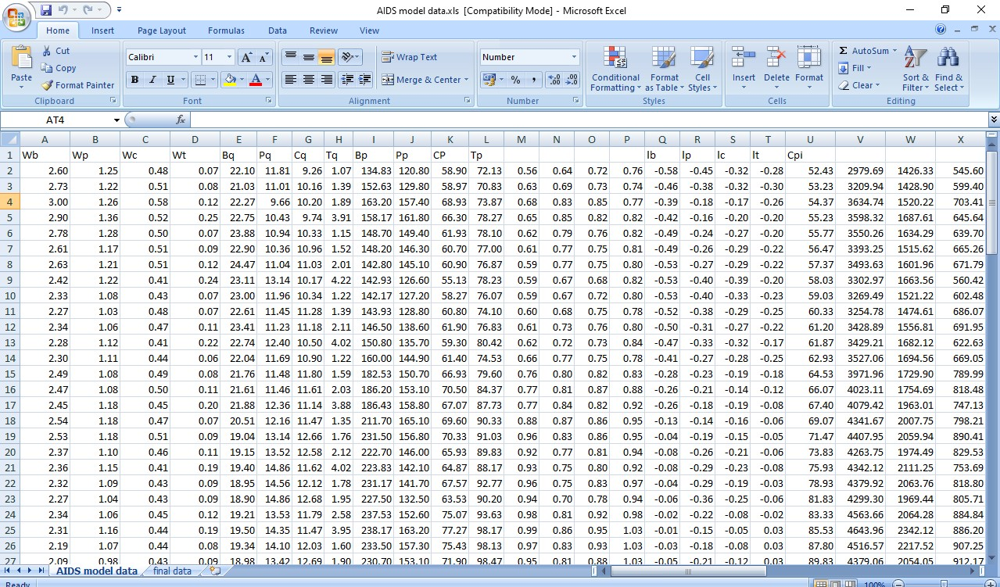 AIDS model data.xls [Compatibility Mode] - Microsoft Excel
Home Insert Page Layout Formulas Data Review View
Paste Cut Copy Format Painter Clipboard
Calibri 11 A A B I U A Font
Wrap Text Merge & Center Alignment
Number % , Number
Conditional Formatting Format as Table Cell Styles Styles
Insert Delete Format Cells
Σ AutoSum Fill Clear Sort & Filter Find & Select Editing
AT4 fx
A B C D E F G H I J K L M N O P Q R S T U V W X
1 Wb Wp Wc Wt Bq Pq Cq Tq Bp Pp CP Tp lb lp lc lt Cpi
2 2.60 1.25 0.48 0.07 22.10 11.81 9.26 1.07 134.83 120.80 58.90 72.13 0.56 0.64 0.72 0.76 -0.58 -0.45 -0.32 -0.28 52.43 2979.69 1426.33 545.60
3 2.73 1.22 0.51 0.08 21.03 11.01 10.16 1.39 152.63 129.80 58.97 70.83 0.63 0.69 0.73 0.74 -0.46 -0.38 -0.32 -0.30 53.23 3209.94 1428.90 599.40
4 3.00 1.26 0.58 0.12 22.27 9.66 10.20 1.89 163.20 157.40 68.93 73.87 0.68 0.83 0.85 0.77 -0.39 -0.18 -0.17 -0.26 54.37 3634.74 1520.22 703.41
5 2.90 1.36 0.52 0.25 22.75 10.43 9.74 3.91 158.17 161.80 66.30 78.27 0.65 0.85 0.82 0.82 -0.42 -0.16 -0.20 -0.20 55.23 3598.32 1687.61 645.64
6 2.78 1.28 0.50 0.07 23.88 10.94 10.33 1.15 148.70 149.40 61.93 78.10 0.62 0.79 0.76 0.82 -0.49 -0.24 -0.27 -0.20 55.77 3550.26 1634.29 639.70
7 2.61 1.17 0.51 0.09 22.90 10.36 10.96 1.52 148.20 146.30 60.70 77.00 0.61 0.77 0.75 0.81 -0.49 -0.26 -0.29 -0.22 56.47 3393.25 1515.62 665.26
8 2.63 1.21 0.51 0.12 24.47 11.04 11.03 2.01 142.80 145.10 60.90 76.87 0.59 0.77 0.75 0.80 -0.53 -0.27 -0.29 -0.22 57.37 3493.63 1601.96 671.79
9 2.42 1.22 0.41 0.24 23.11 13.14 10.17 4.22 142.93 126.60 55.13 78.23 0.59 0.67 0.68 0.82 -0.53 -0.40 -0.39 -0.20 58.03 3302.97 1663.56 560.42
10 2.33 1.08 0.43 0.07 23.00 11.96 10.34 1.22 142.17 127.20 58.27 76.07 0.59 0.67 0.72 0.80 -0.53 -0.40 -0.33 -0.23 59.03 3269.49 1521.22 602.48
11 2.27 1.03 0.48 0.07 22.61 11.45 11.28 1.39 143.93 128.80 60.80 74.10 0.60 0.68 0.75 0.78 -0.52 -0.38 -0.29 -0.25 60.33 3254.78 1474.61 686.07
12 2.34 1.06 0.47 0.11 23.41 11.23 11.18 2.11 146.50 138.60 61.90 76.83 0.61 0.73 0.76 0.80 -0.50 -0.31 -0.27 -0.22 61.20 3428.89 1556.81 691.95
13 2.28 1.12 0.41 0.22 22.74 12.40 10.50 4.02 150.80 135.70 59.30 80.42 0.62 0.72 0.73 0.84 -0.47 -0.33 -0.32 -0.17 61.87 3429.21 1682.12 622.63
14 2.30 1.11 0.44 0.06 22.04 11.69 10.90 1.22 160.00 144.90 61.40 74.53 0.66 0.77 0.75 0.78 -0.41 -0.27 -0.28 -0.25 62.93 3527.06 1694.56 669.05
15 2.49 1.08 0.49 0.08 21.76 11.48 11.80 1.59 182.53 150.70 66.93 79.60 0.76 0.80 0.82 0.83 -0.28 -0.23 -0.19 -0.18 64.53 3971.96 1729.90 789.99
16 2.47 1.08 0.50 0.11 21.61 11.46 11.61 2.03 186.20 153.10 70.50 84.37 0.77 0.81 0.87 0.88 -0.26 -0.21 -0.14 -0.12 66.07 4023.11 1754.69 818.48
17 2.45 1.18 0.45 0.20 21.88 12.36 11.14 3.88 186.43 158.80 67.07 87.73 0.77 0.84 0.82 0.92 -0.26 -0.18 -0.19 -0.08 67.40 4079.42 1963.01 747.13
18 2.54 1.18 0.47 0.07 20.51 12.16 11.47 1.35 211.70 165.10 69.60 90.33 0.88 0.87 0.86 0.95 -0.13 -0.14 -0.16 -0.06 69.07 4341.67 2007.75 798.21
19 2.53 1.18 0.51 0.09 19.04 13.14 12.66 1.76 231.50 156.80 70.33 91.03 0.96 0.83 0.86 0.95 -0.04 -0.19 -0.15 -0.05 71.47 4407.95 2059.94 890.41
20 2.37 1.10 0.46 0.11 19.15 13.52 12.58 2.12 222.70 146.00 65.93 89.83 0.92 0.77 0.81 0.94 -0.08 -0.26 -0.21 -0.06 73.83 4263.75 1974.49 829.53
21 2.36 1.15 0.41 0.19 19.40 14.86 11.62 4.02 223.83 142.10 64.87 88.17 0.93 0.75 0.80 0.92 -0.08 -0.29 -0.23 -0.08 75.93 4342.12 2111.25 753.69
22 2.32 1.09 0.43 0.09 18.95 14.56 12.12 1.78 231.17 141.70 67.57 92.77 0.96 0.75 0.83 0.97 -0.04 -0.29 -0.19 -0.03 78.93 4379.92 2063.76 818.80
23 2.27 1.04 0.43 0.09 18.90 14.86 12.68 1.95 227.50 132.50 63.53 90.20 0.94 0.70 0.78 0.94 -0.06 -0.36 -0.25 -0.06 81.83 4299.30 1969.44 805.71
24 2.34 1.06 0.45 0.12 19.21 13.53 11.79 2.58 237.53 152.60 75.07 93.63 0.98 0.81 0.92 0.98 -0.02 -0.22 -0.08 -0.02 83.33 4563.66 2064.28 884.84
25 2.31 1.16 0.44 0.19 19.50 14.35 11.47 3.95 238.17 163.20 77.27 98.17 0.99 0.86 0.95 1.03 -0.01 -0.15 -0.05 0.03 85.53 4643.96 2342.12 886.20
26 2.19 1.07 0.44 0.08 19.34 14.10 12.03 1.60 233.50 157.30 75.43 98.13 0.97 0.83 0.93 1.03 -0.03 -0.18 -0.08 0.03 87.80 4516.57 2217.52 907.25
27 2.09 0.98 0.43 0.09 18.98 13.42 12.69 1.90 230.70 153.10 71.90 98.47 0.95 0.81 0.88 1.03 -0.05 -0.21 -0.12 0.03 89.83 4379.06 2054.05 912.17
AIDS model data final data
Ready 100%